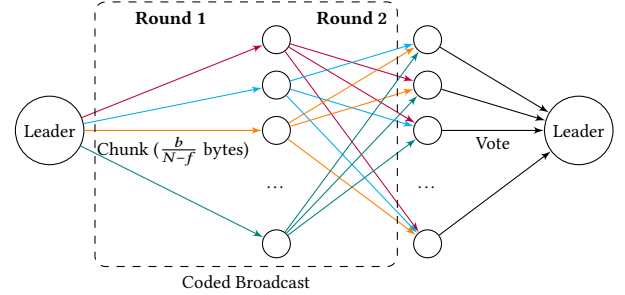 Round 1
Round 2
Leader
Chunk (b/N−f bytes)
...
...
Vote
Leader
Coded Broadcast